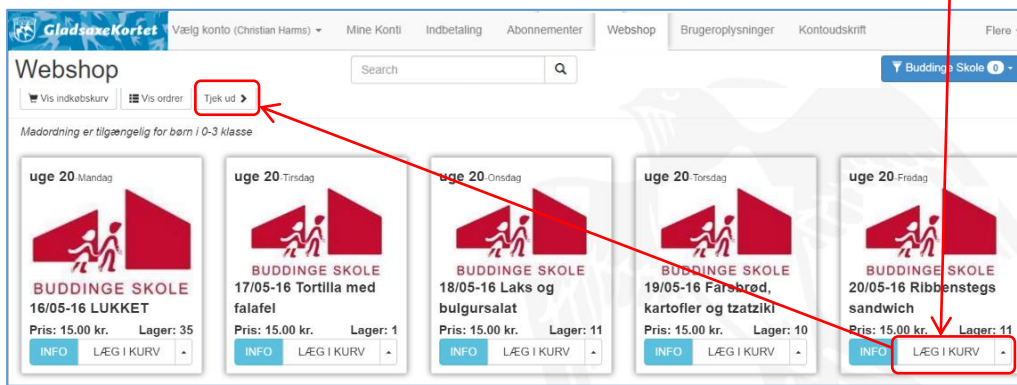 GladsaxeKortet Vælg konto (Christian Harms) Mine Konti Indbetaling Abonnementer Webshop Brugeroplysninger Kontoudskrift Flere
Webshop Search Buddinge Skole 0
Vis indkøbskurv Vis ordrer Tjek ud
Madordning er tilgængelig for børn i 0-3 klasse
uge 20-Mandag
BUDDINGE SKOLE
16/05-16 LUKKET
Pris: 15.00 kr. Lager: 35
INFO LÆG I KURV
uge 20-Tirsdag
BUDDINGE SKOLE
17/05-16 Tortilla med
falafel
Pris: 15.00 kr. Lager: 1
INFO LÆG I KURV
uge 20-Onsdag
BUDDINGE SKOLE
18/05-16 Laks og
bulgursalat
Pris: 15.00 kr. Lager: 11
INFO LÆG I KURV
uge 20-Torsdag
BUDDINGE SKOLE
19/05-16 Farsbrød,
kartofler og tzatziki
Pris: 15.00 kr. Lager: 10
INFO LÆG I KURV
uge 20-Fredag
BUDDINGE SKOLE
20/05-16 Ribbenstegs
sandwich
Pris: 15.00 kr. Lager: 11
INFO LÆG I KURV